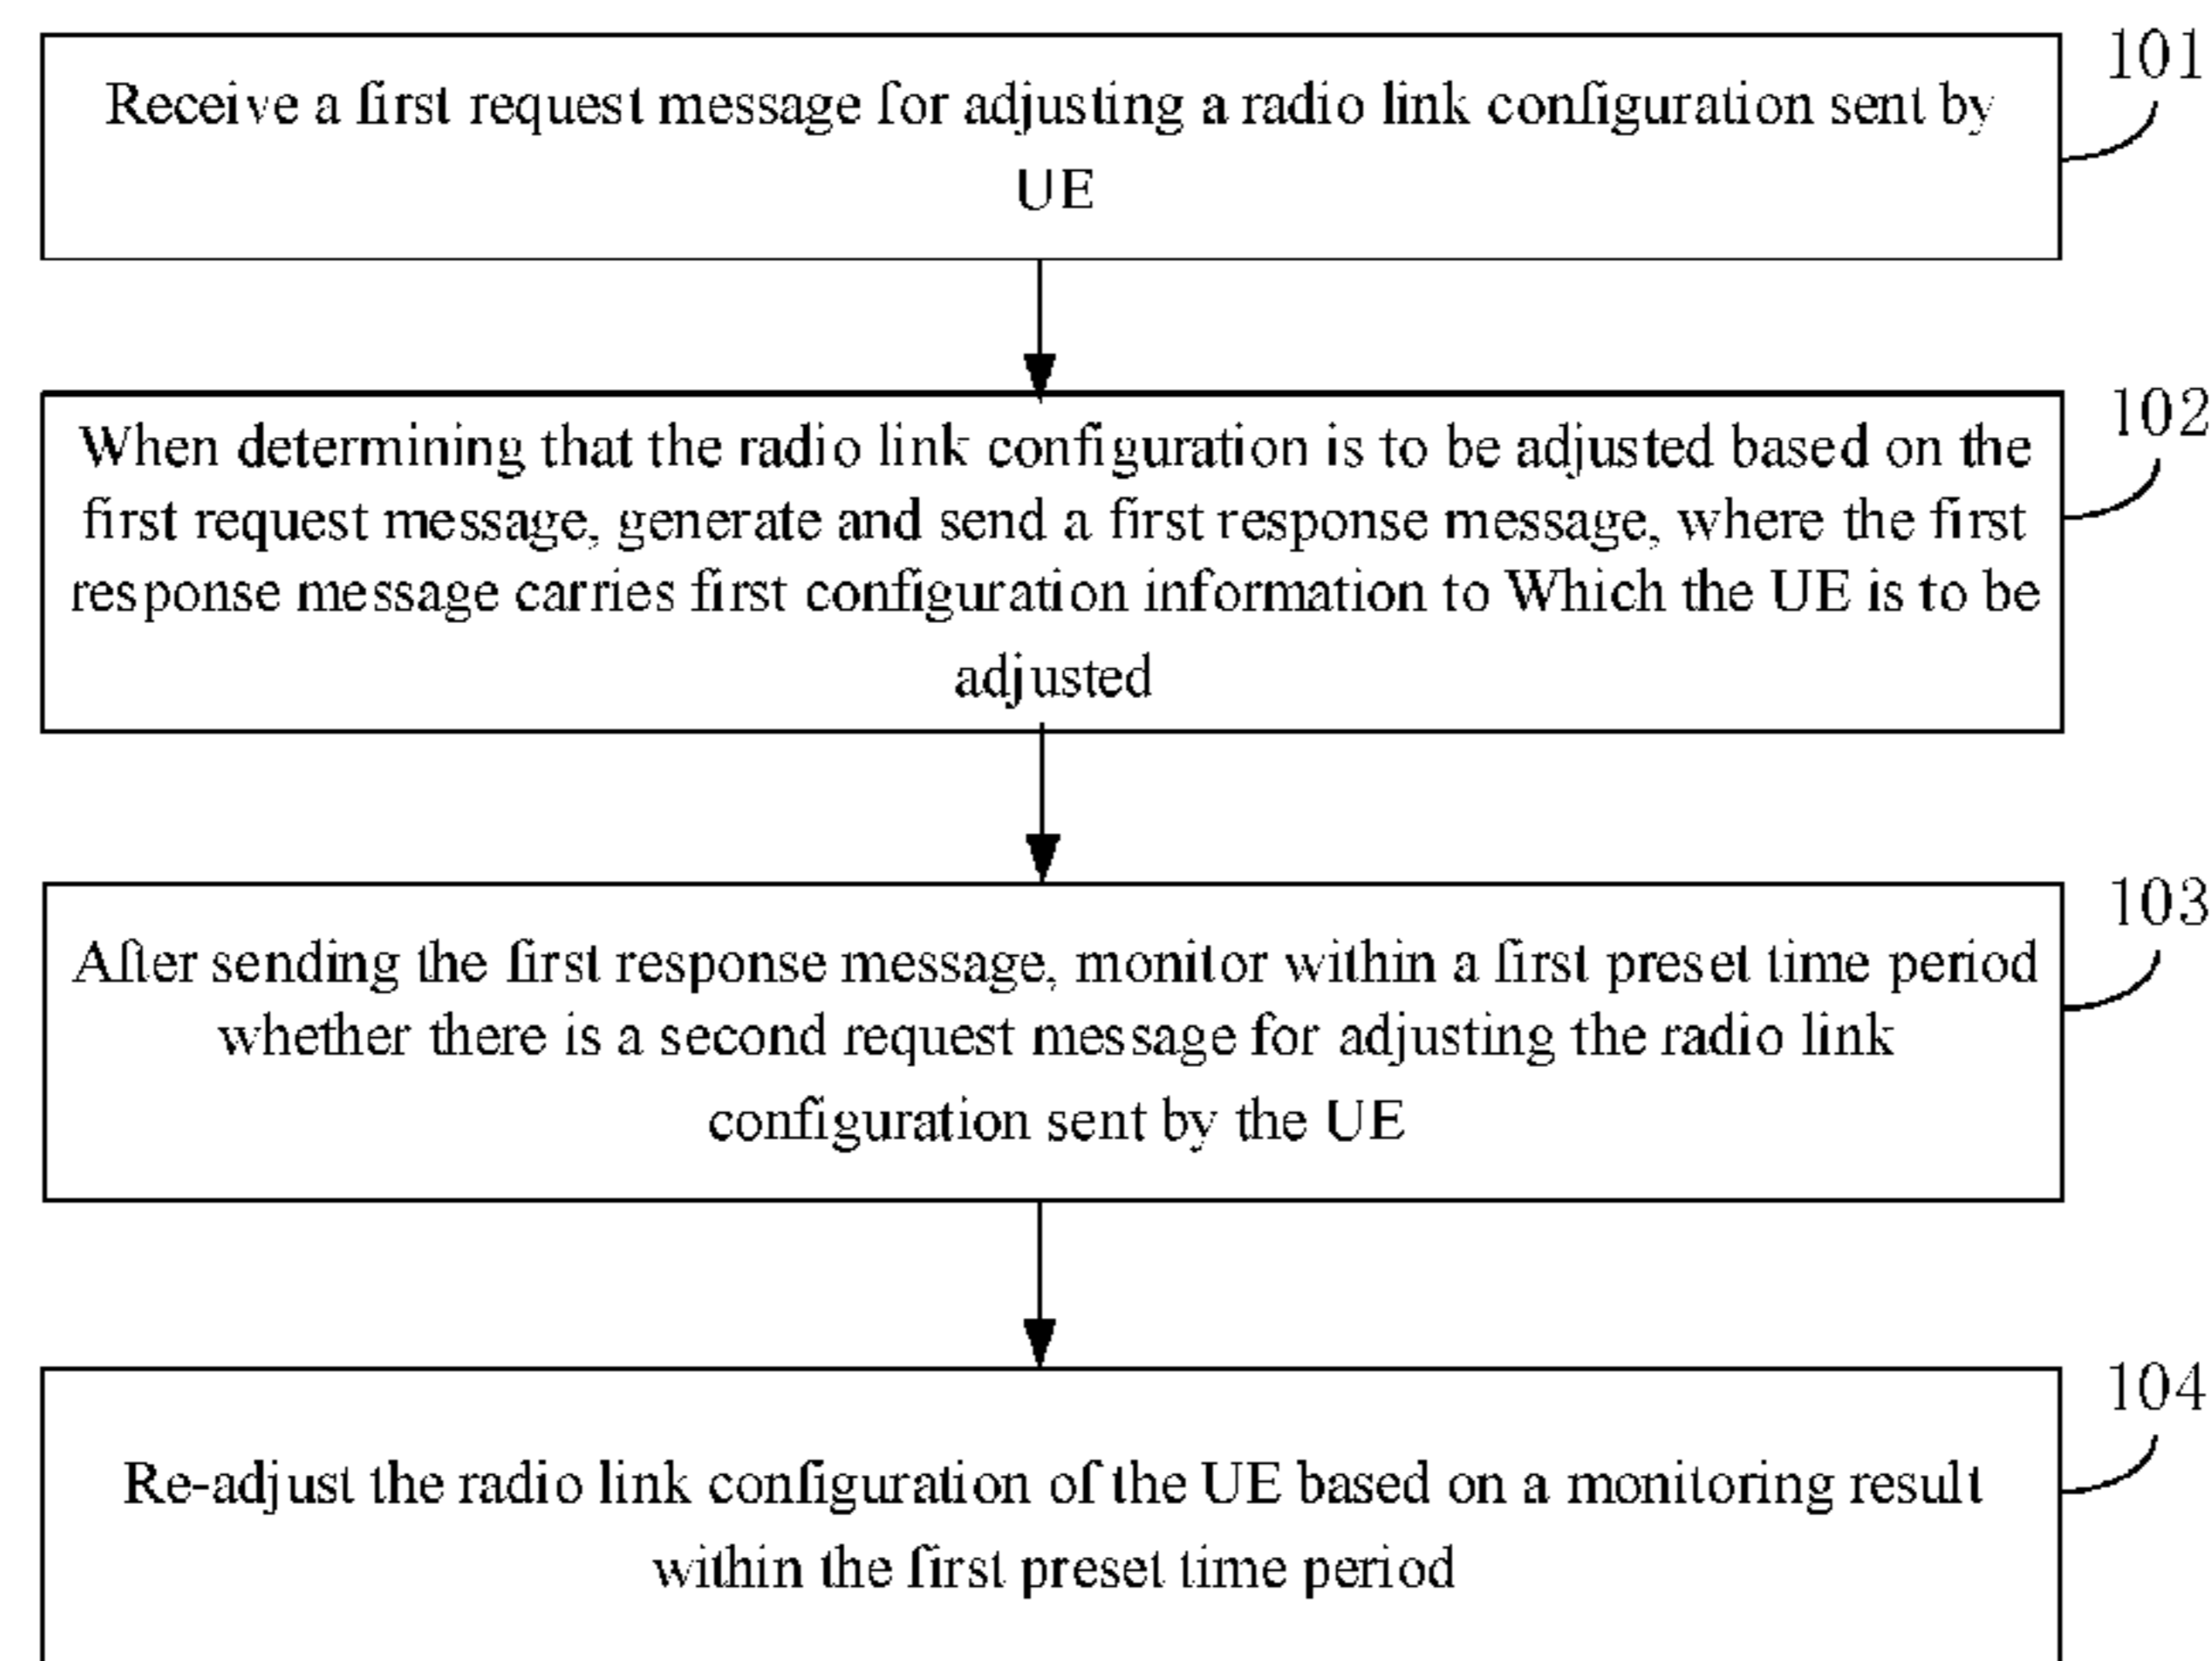 101
Receive a first request message for adjusting a radio link configuration sent by
UE
102
When determining that the radio link configuration is to be adjusted based on the
first request message, generate and send a first response message, where the first
response message carries first configuration information to Which the UE is to be
adjusted
103
After sending the first response message, monitor within a first preset time period
whether there is a second request message for adjusting the radio link
configuration sent by the UE
104
Re-adjust the radio link configuration of the UE based on a monitoring result
within the first preset time period